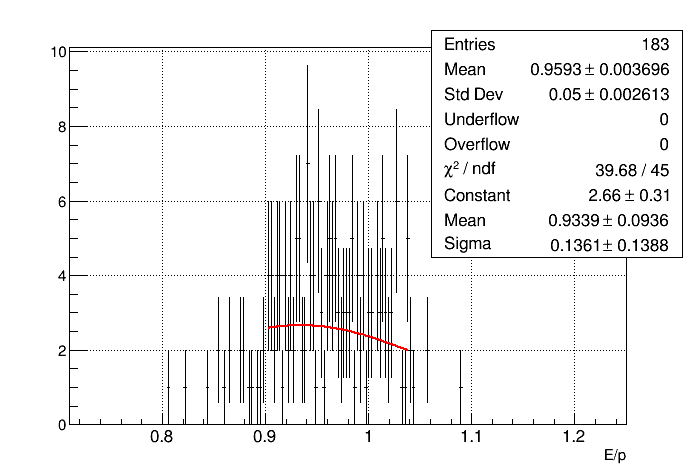 Entries 183
Mean 0.9593 ± 0.003696
Std Dev 0.05 ± 0.002613
Underflow 0
Overflow 0
χ² / ndf 39.68 / 45
Constant 2.66 ± 0.31
Mean 0.9339 ± 0.0936
Sigma 0.1361 ± 0.1388
10
8
6
4
2
0
0.8 0.9 1 1.1 1.2
E/p